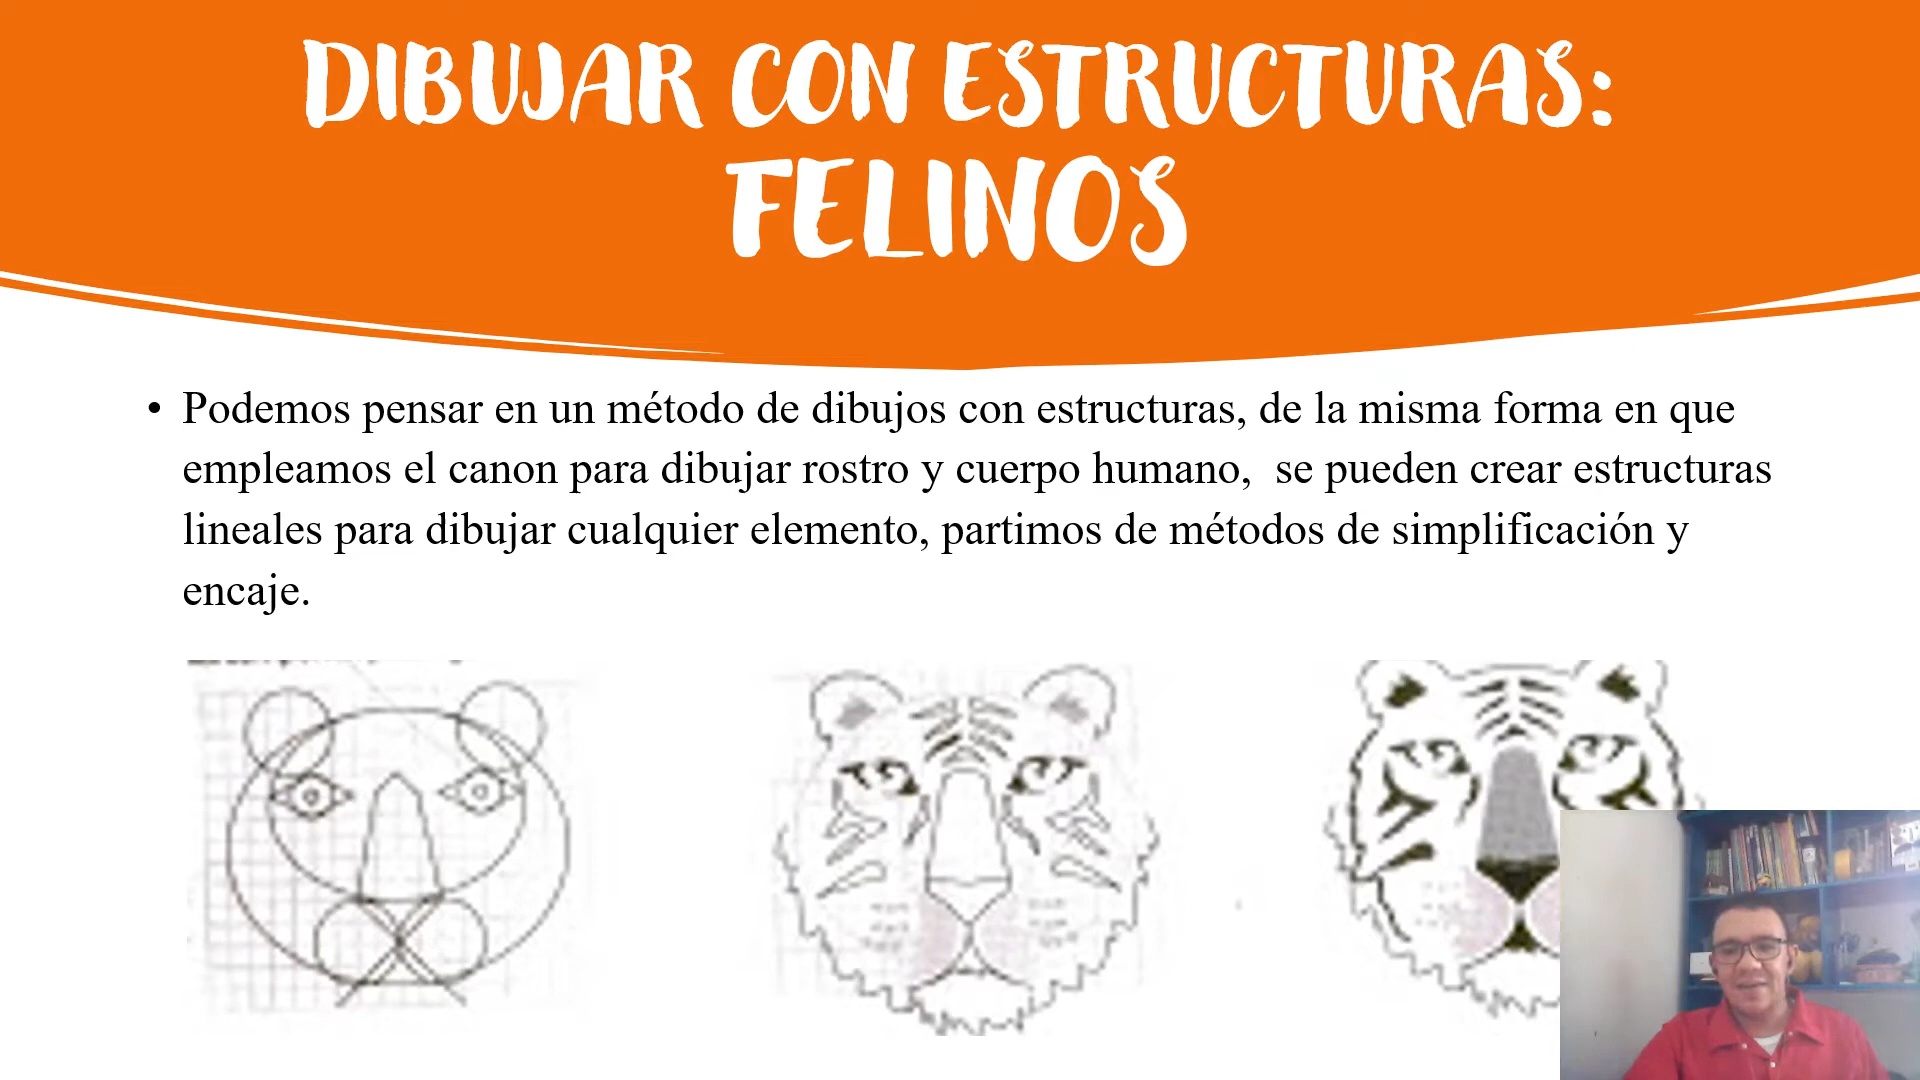 DIBUJAR CON ESTRUCTURAS:
FELINOS
• Podemos pensar en un método de dibujos con estructuras, de la misma forma en que
empleamos el canon para dibujar rostro y cuerpo humano,  se pueden crear estructuras
lineales para dibujar cualquier elemento, partimos de métodos de simplificación y
encaje.